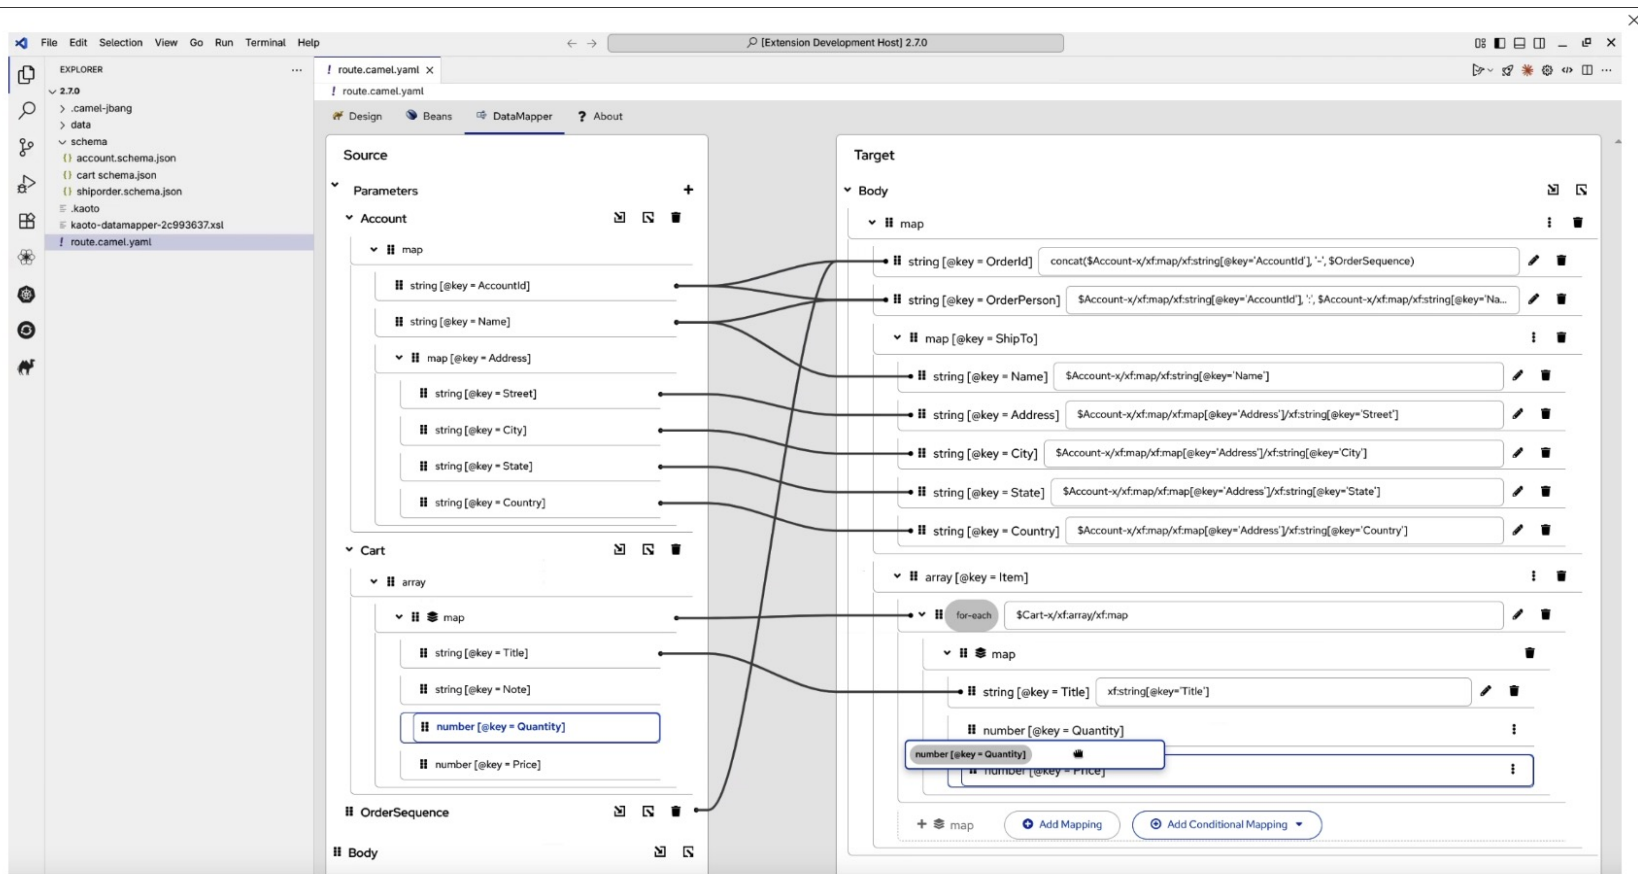 File Edit Selection View Go Run Terminal Help
[Extension Development Host] 2.7.0
EXPLORER
route.camel.yaml
2.7.0
! route.camel.yaml
.camel-jbang
data
schema
{} account.schema.json
{} cart schema.json
{} shiporder.schema.json
.kaoto
kaoto-datamapper-2c993637.xsl
! route.camel.yaml
Design Beans DataMapper ? About
Source
Parameters
Account
map
string [@key = AccountId]
string [@key = Name]
map [@key = Address]
string [@key = Street]
string [@key = City]
string [@key = State]
string [@key = Country]
Cart
array
map
string [@key = Title]
string [@key = Note]
number [@key = Quantity]
number [@key = Price]
OrderSequence
Body
Target
Body
map
string [@key = OrderId] concat($Account-x/xf:map/xf:string[@key='AccountId'], '-', $OrderSequence)
string [@key = OrderPerson] $Account-x/xf:map/xf:string[@key='AccountId'], ':', $Account-x/xf:map/xf:string[@key='Na...
map [@key = ShipTo]
string [@key = Name] $Account-x/xf:map/xf:string[@key='Name']
string [@key = Address] $Account-x/xf:map/xf:map[@key='Address']/xf:string[@key='Street']
string [@key = City] $Account-x/xf:map/xf:map[@key='Address']/xf:string[@key='City']
string [@key = State] $Account-x/xf:map/xf:map[@key='Address']/xf:string[@key='State']
string [@key = Country] $Account-x/xf:map/xf:map[@key='Address']/xf:string[@key='Country']
array [@key = Item]
for-each $Cart-x/xf:array/xf:map
map
string [@key = Title] xf:string[@key='Title']
number [@key = Quantity]
number [@key = Quantity]
number [@key = Price]
+ map Add Mapping Add Conditional Mapping